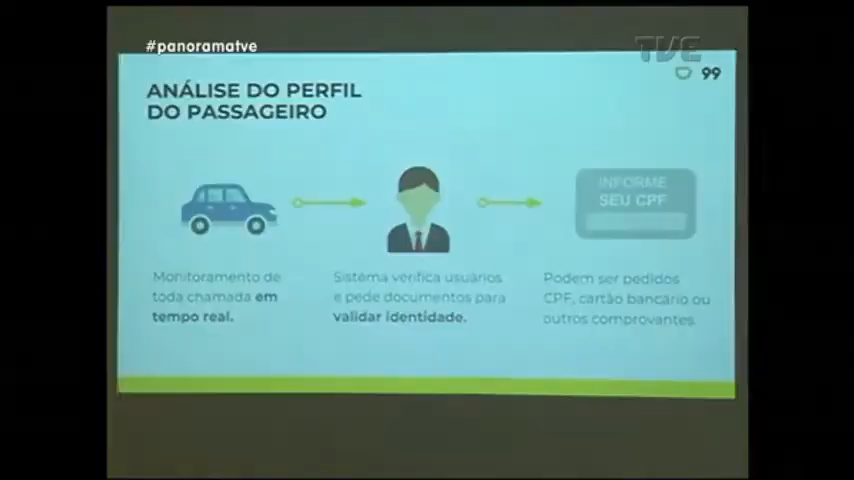 #panoramatve
TVE
99
ANÁLISE DO PERFIL
DO PASSAGEIRO
INFORME
SEU CPF
Monitoramento de
toda chamada em
tempo real.
Sistema verifica usuários
e pede documentos para
validar identidade.
Podem ser pedidos
CPF, cartão bancário ou
outros comprovantes.